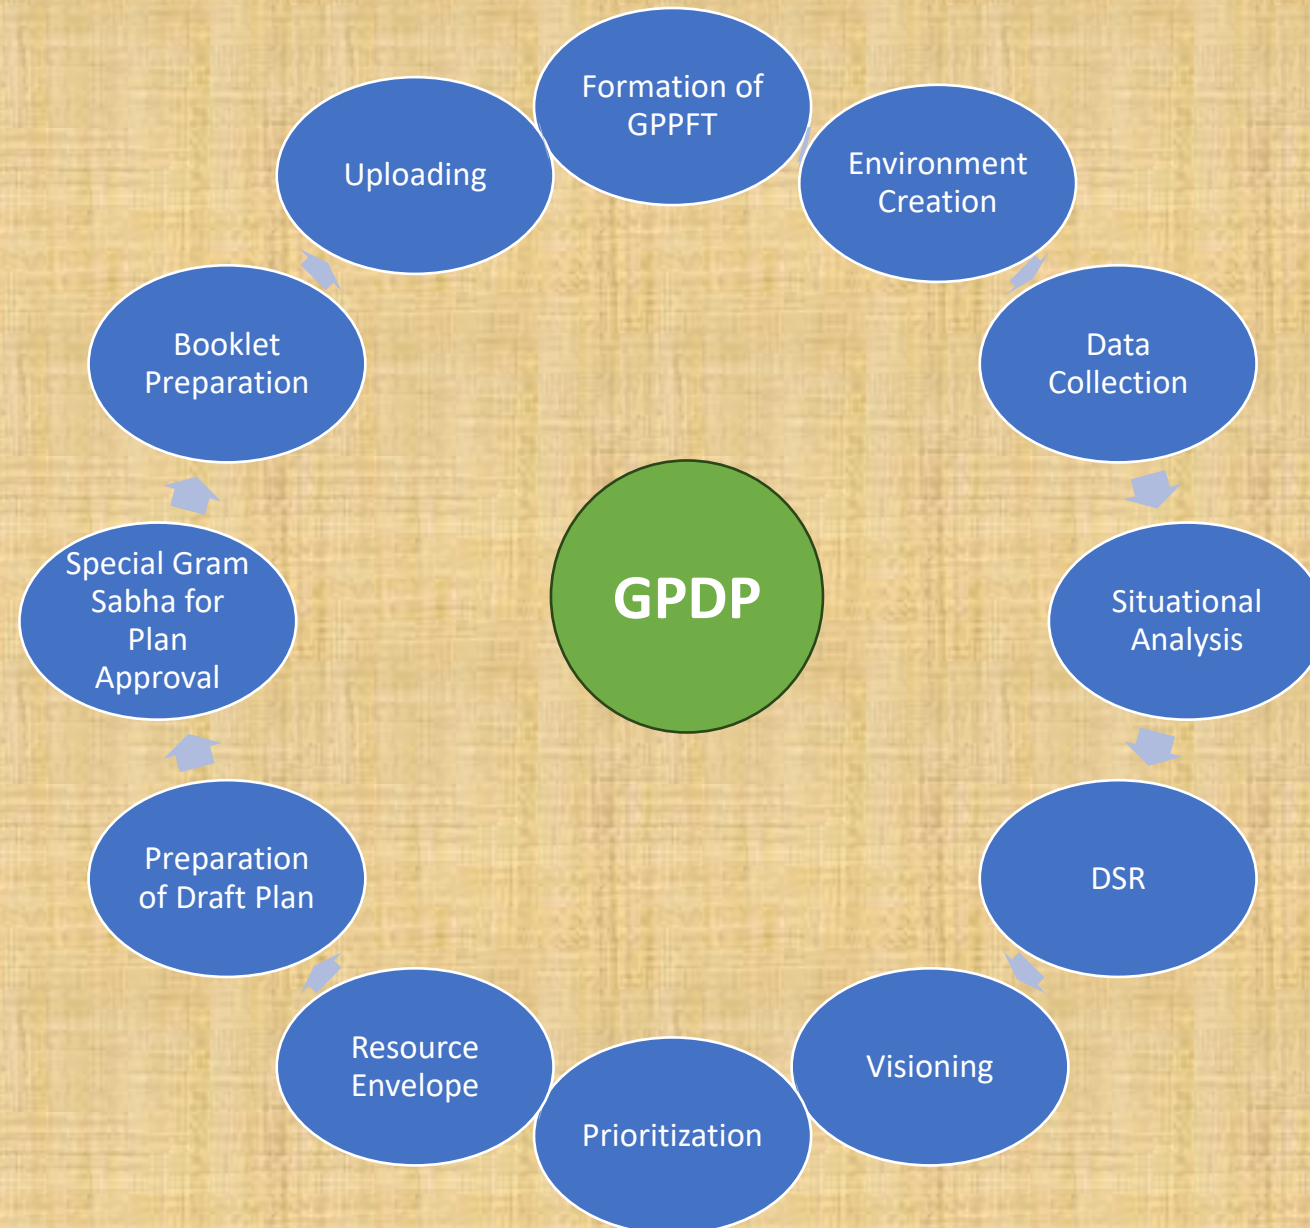 Formation of
GPPFT
Environment
Creation
Data
Collection
Situational
Analysis
DSR
Visioning
Prioritization
Resource
Envelope
Preparation
of Draft Plan
Special Gram
Sabha for
Plan
Approval
Booklet
Preparation
Uploading
GPDP